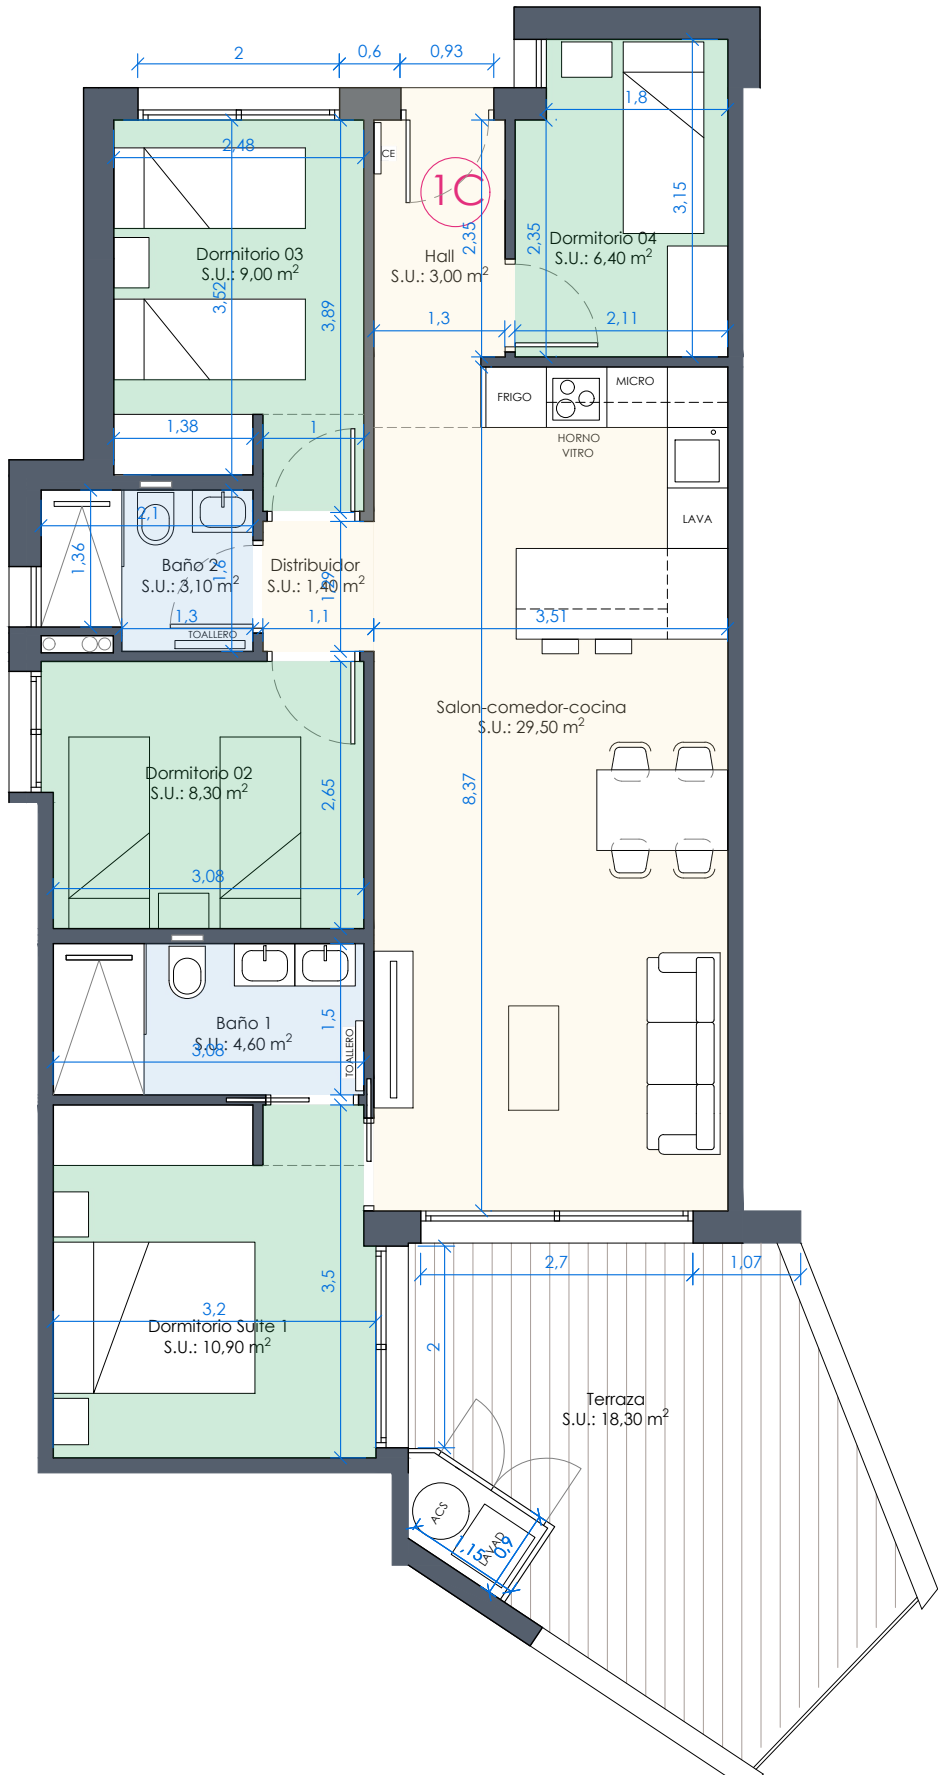 2
0,6
0,93
1,8
2,48
CE
1C
3,15
Dormitorio 03
S.U.: 9,00 m²
3,52
3,89
Hall
S.U.: 3,00 m²
2,35
2,35
Dormitorio 04
S.U.: 6,40 m²
1,3
2,11
FRIGO
MICRO
HORNO
VITRO
1,38
1
LAVA
2,1
1,36
Baño 2
S.U.: 3,10 m²
1,6
Distribuidor
S.U.: 1,40 m²
1,3
TOALLERO
1,1
3,51
Salon-comedor-cocina
S.U.: 29,50 m²
8,37
Dormitorio 02
S.U.: 8,30 m²
2,65
3,08
Baño 1
S.U.: 4,60 m²
3,08
1,5
TOALLERO
3,5
3,2
Dormitorio Suite 1
S.U.: 10,90 m²
2,7
1,07
2
Terraza
S.U.: 18,30 m²
ACS
LAVAD
1,15
0,9